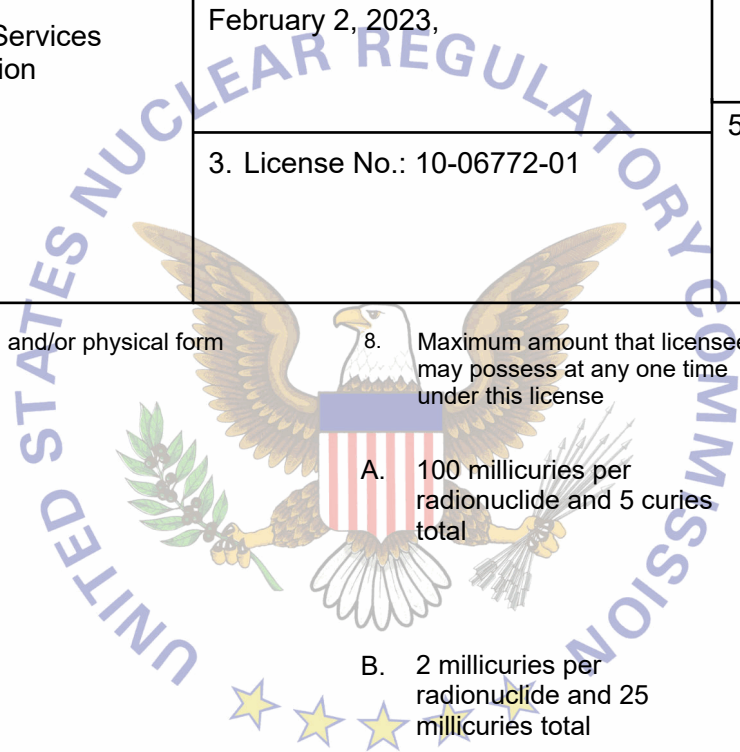 Services
ion
February 2, 2023,
3. License No.: 10-06772-01
5
and/or physical form
8. Maximum amount that licensee
may possess at any one time
under this license
A. 100 millicuries per
radionuclide and 5 curies
total
B. 2 millicuries per
radionuclide and 25
millicuries total
UNITED STATES NUCLEAR REGULATORY COMMISSION